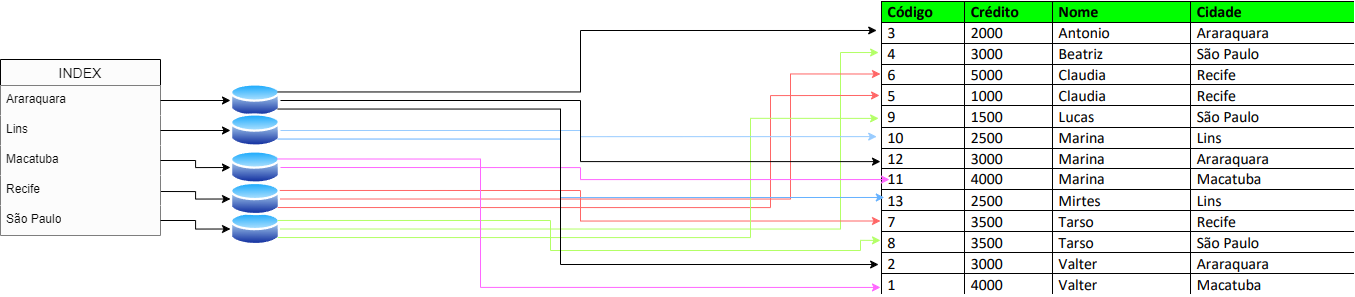 INDEX
Araraquara
Lins
Macatuba
Recife
São Paulo
Código Crédito Nome Cidade
3 2000 Antonio Araraquara
4 3000 Beatriz São Paulo
6 5000 Claudia Recife
5 1000 Claudia Recife
9 1500 Lucas São Paulo
10 2500 Marina Lins
12 3000 Marina Araraquara
11 4000 Marina Macatuba
13 2500 Mirtes Lins
7 3500 Tarso Recife
8 3500 Tarso São Paulo
2 3000 Valter Araraquara
1 4000 Valter Macatuba